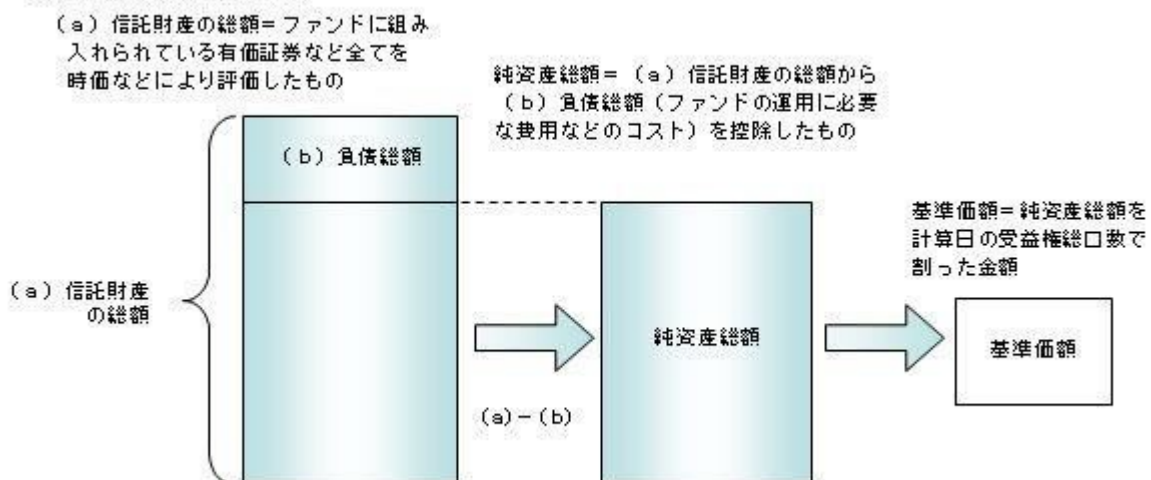 （a）信託財産の総額＝ファンドに組み
入れられている有価証券など全てを
時価などにより評価したもの
純資産総額＝（a）信託財産の総額から
（b）負債総額（ファンドの運用に必要
な費用などのコスト）を控除したもの
（b）負債総額
基準価額＝純資産総額を
計算日の受益権総口数で
割った金額
（a）信託財産
の総額
純資産総額
基準価額
（a）－（b）